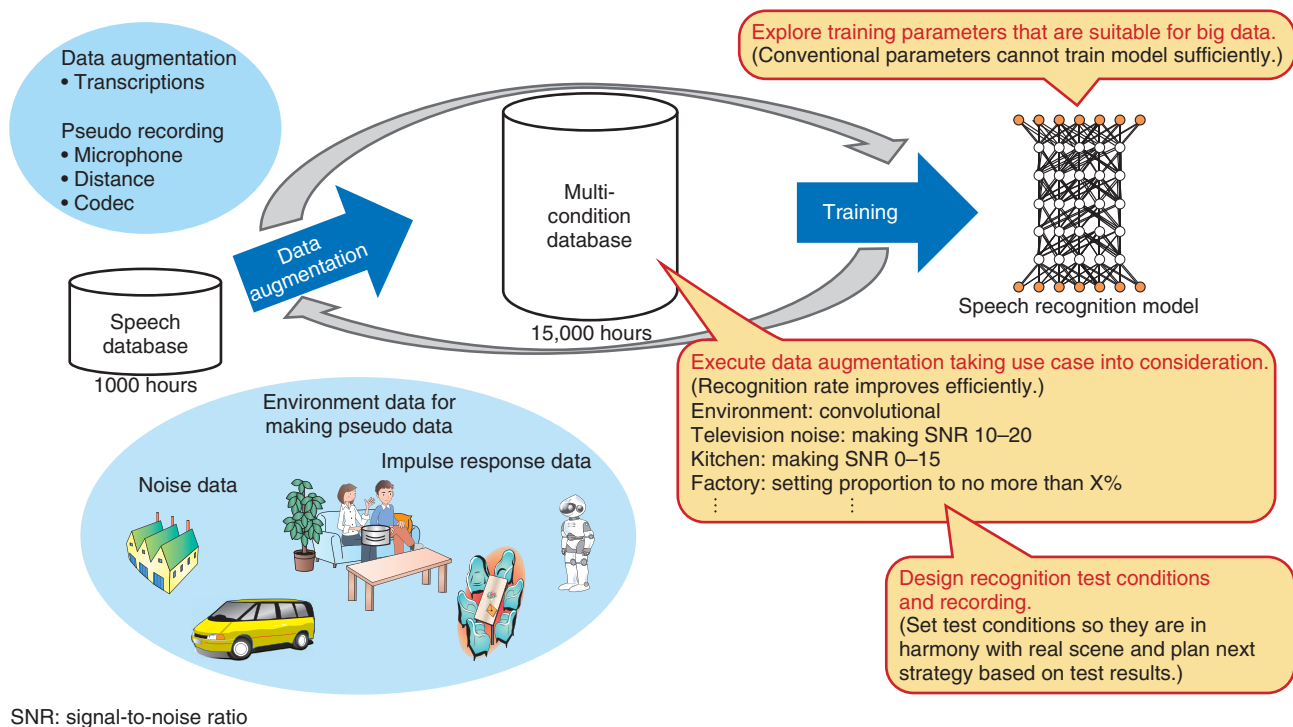 Data augmentation
• Transcriptions
Pseudo recording
• Microphone
• Distance
• Codec
Speech
database
1000 hours
Data
augmentation
Multi-
condition
database
15,000 hours
Training
Explore training parameters that are suitable for big data.
(Conventional parameters cannot train model sufficiently.)
Speech recognition model
Execute data augmentation taking use case into consideration.
(Recognition rate improves efficiently.)
Environment: convolutional
Television noise: making SNR 10–20
Kitchen: making SNR 0–15
Factory: setting proportion to no more than X%
⋮ ⋮
Design recognition test conditions
and recording.
(Set test conditions so they are in
harmony with real scene and plan next
strategy based on test results.)
Environment data for
making pseudo data
Impulse response data
Noise data
SNR: signal-to-noise ratio